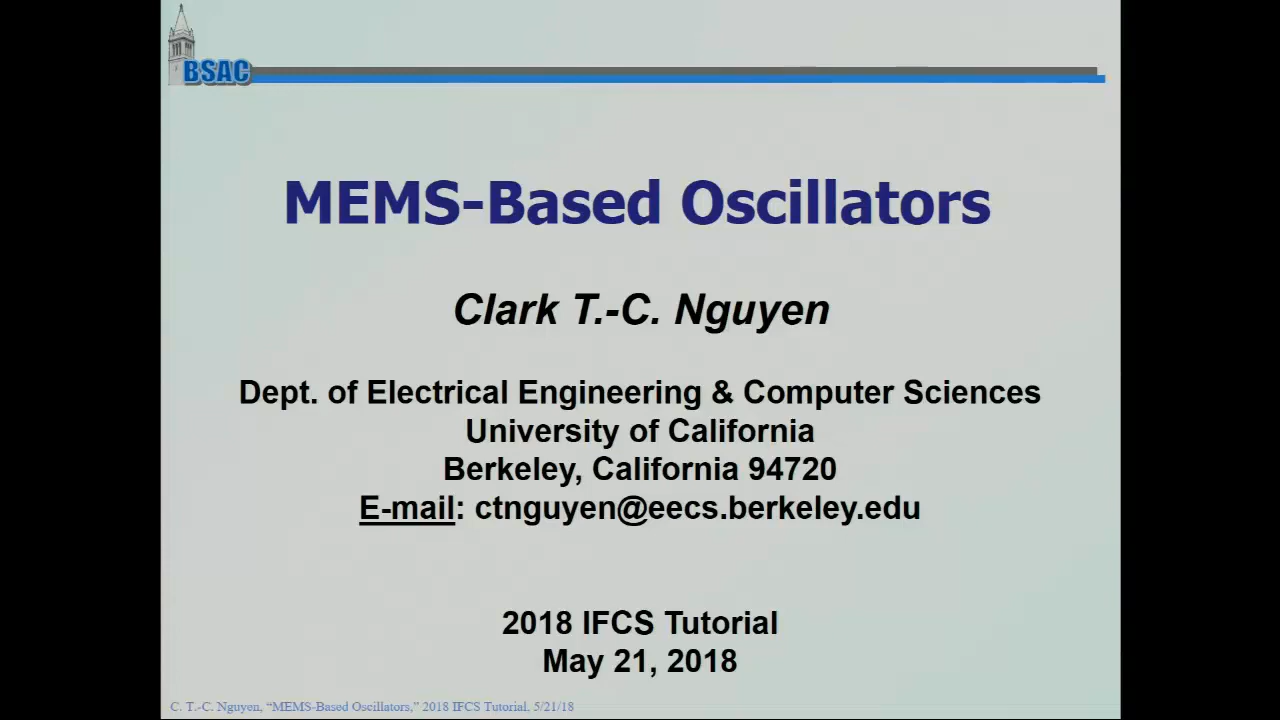 BSAC
MEMS-Based Oscillators
Clark T.-C. Nguyen
Dept. of Electrical Engineering & Computer Sciences
University of California
Berkeley, California 94720
E-mail: ctnguyen@eecs.berkeley.edu
2018 IFCS Tutorial
May 21, 2018
C. T.-C. Nguyen, “MEMS-Based Oscillators,” 2018 IFCS Tutorial, 5/21/18